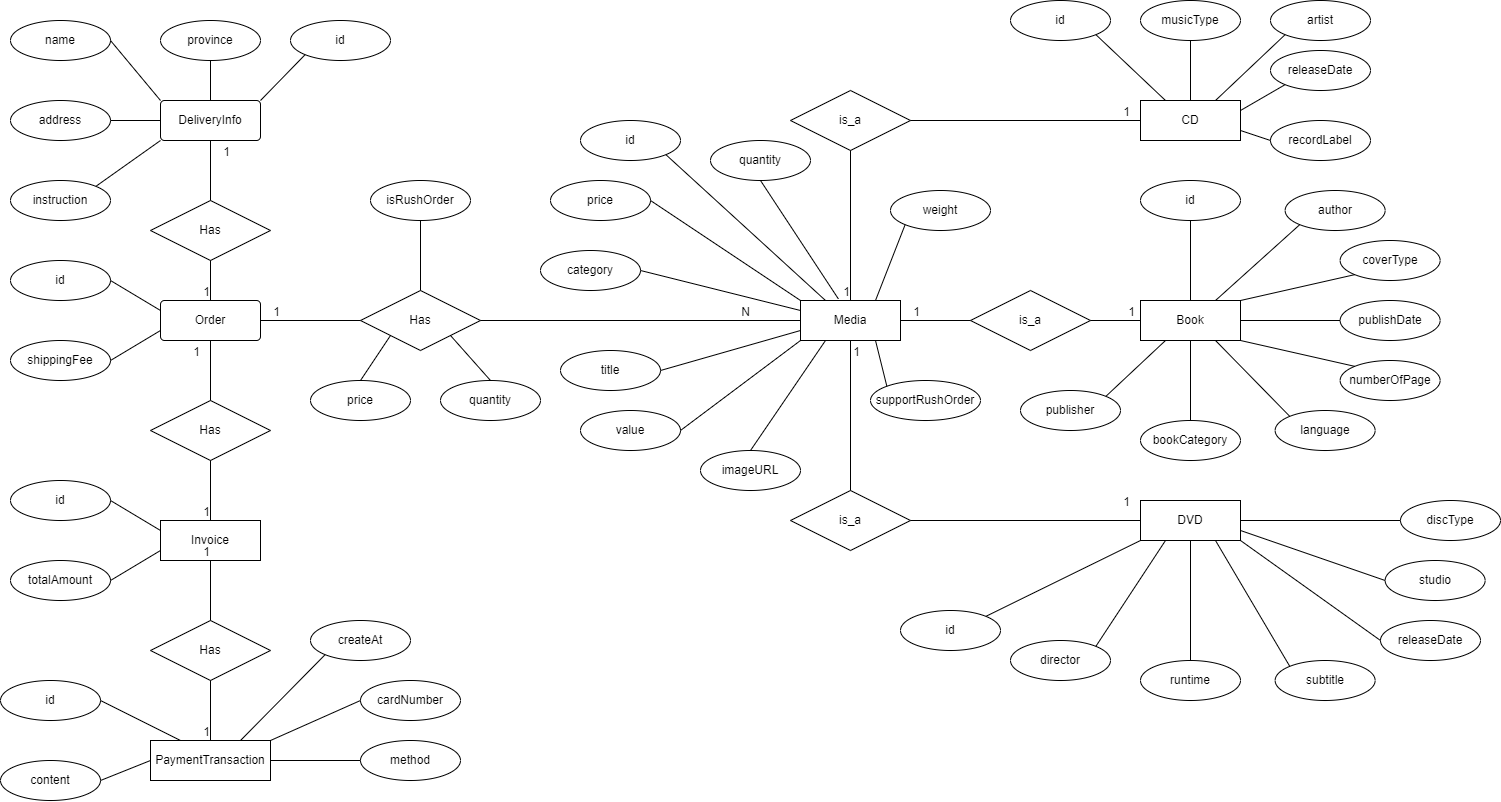 name
province
id
address
DeliveryInfo
1
instruction
Has
id
1
Order
1
shippingFee
1
isRushOrder
Has
N
price
quantity
Has
id
1
Invoice
1
totalAmount
Has
createAt
id
cardNumber
1
PaymentTransaction
method
content
id
quantity
price
weight
category
1
Media
1
1
title
supportRushOrder
value
imageURL
is_a
1
id
musicType
artist
releaseDate
CD
recordLabel
is_a
1
id
author
coverType
Book
publishDate
numberOfPage
publisher
language
bookCategory
is_a
1
DVD
discType
studio
id
releaseDate
director
runtime
subtitle